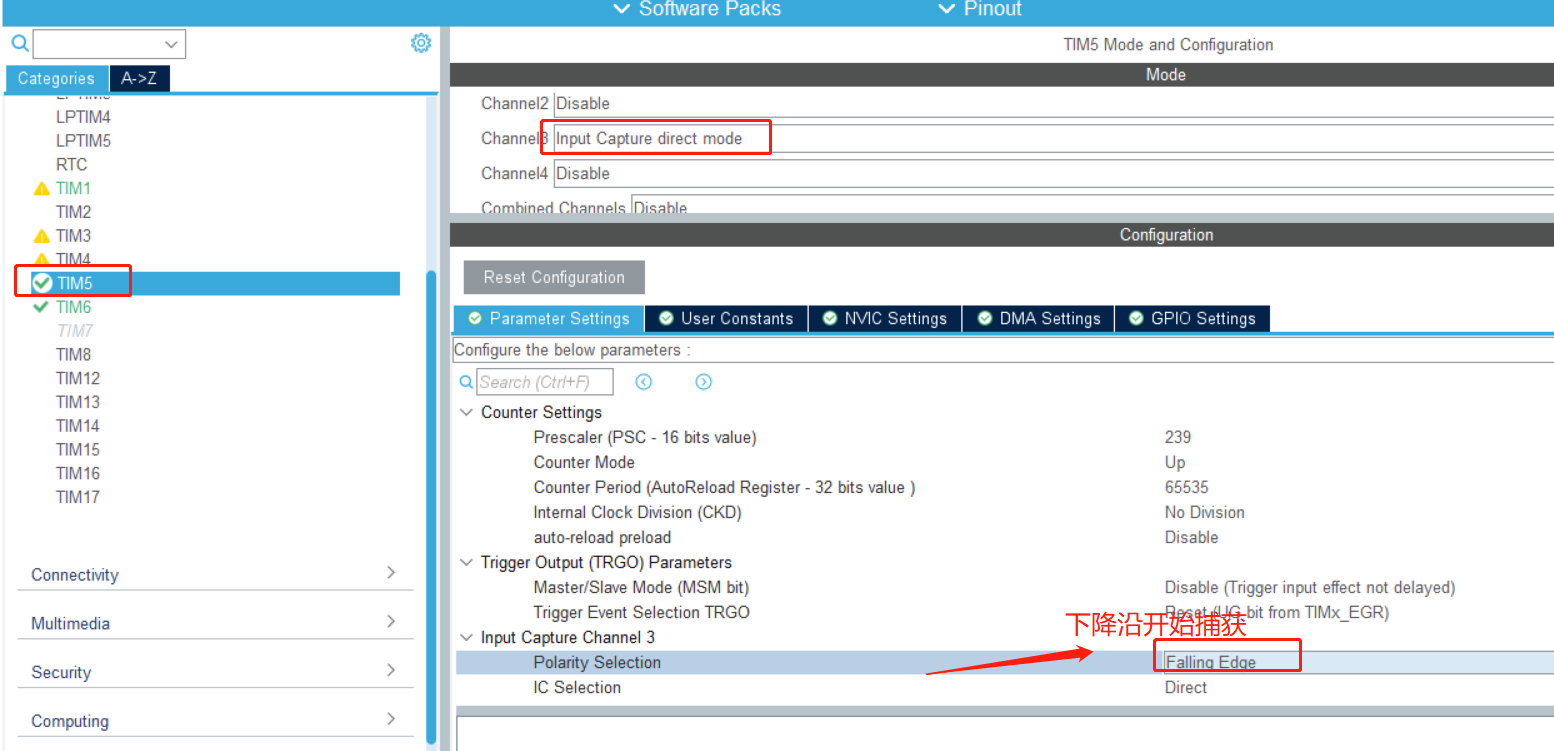 Software Packs
Pinout
Categories
A->Z
LPTIM3
LPTIM4
LPTIM5
RTC
TIM1
TIM2
TIM3
TIM4
TIM5
TIM6
TIM7
TIM8
TIM12
TIM13
TIM14
TIM15
TIM16
TIM17
Connectivity
Multimedia
Security
Computing
TIM5 Mode and Configuration
Mode
Channel2 Disable
Channel3 Input Capture direct mode
Channel4 Disable
Combined Channels Disable
Configuration
Reset Configuration
Parameter Settings
User Constants
NVIC Settings
DMA Settings
GPIO Settings
Configure the below parameters :
Search (Ctrl+F)
Counter Settings
Prescaler (PSC - 16 bits value) 239
Counter Mode Up
Counter Period (AutoReload Register - 32 bits value ) 65535
Internal Clock Division (CKD) No Division
auto-reload preload Disable
Trigger Output (TRGO) Parameters
Master/Slave Mode (MSM bit) Disable (Trigger input effect not delayed)
Trigger Event Selection TRGO Reset (UG bit from TIMx_EGR)
下降沿开始捕获
Input Capture Channel 3
Polarity Selection Falling Edge
IC Selection Direct